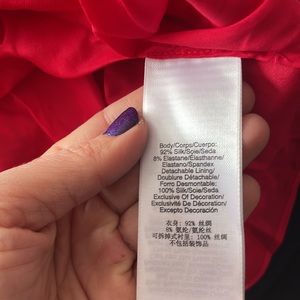 Body/Corps/Cuerpo:
92% Silk/Soie/Seda
8% Elastane/Elasthanne/
Elastano/Spandex
Detachable Lining/
Doublure Détachable/
Forro Desmontable:
100% Silk/Soie/Seda
Exclusive Of Decoration/
Exclusivité De Décoration/
Excepto Decoración
衣身: 92% 丝绸
8% 氨纶/氨纶丝
可拆卸式衬里: 100% 丝绸
不包括装饰品